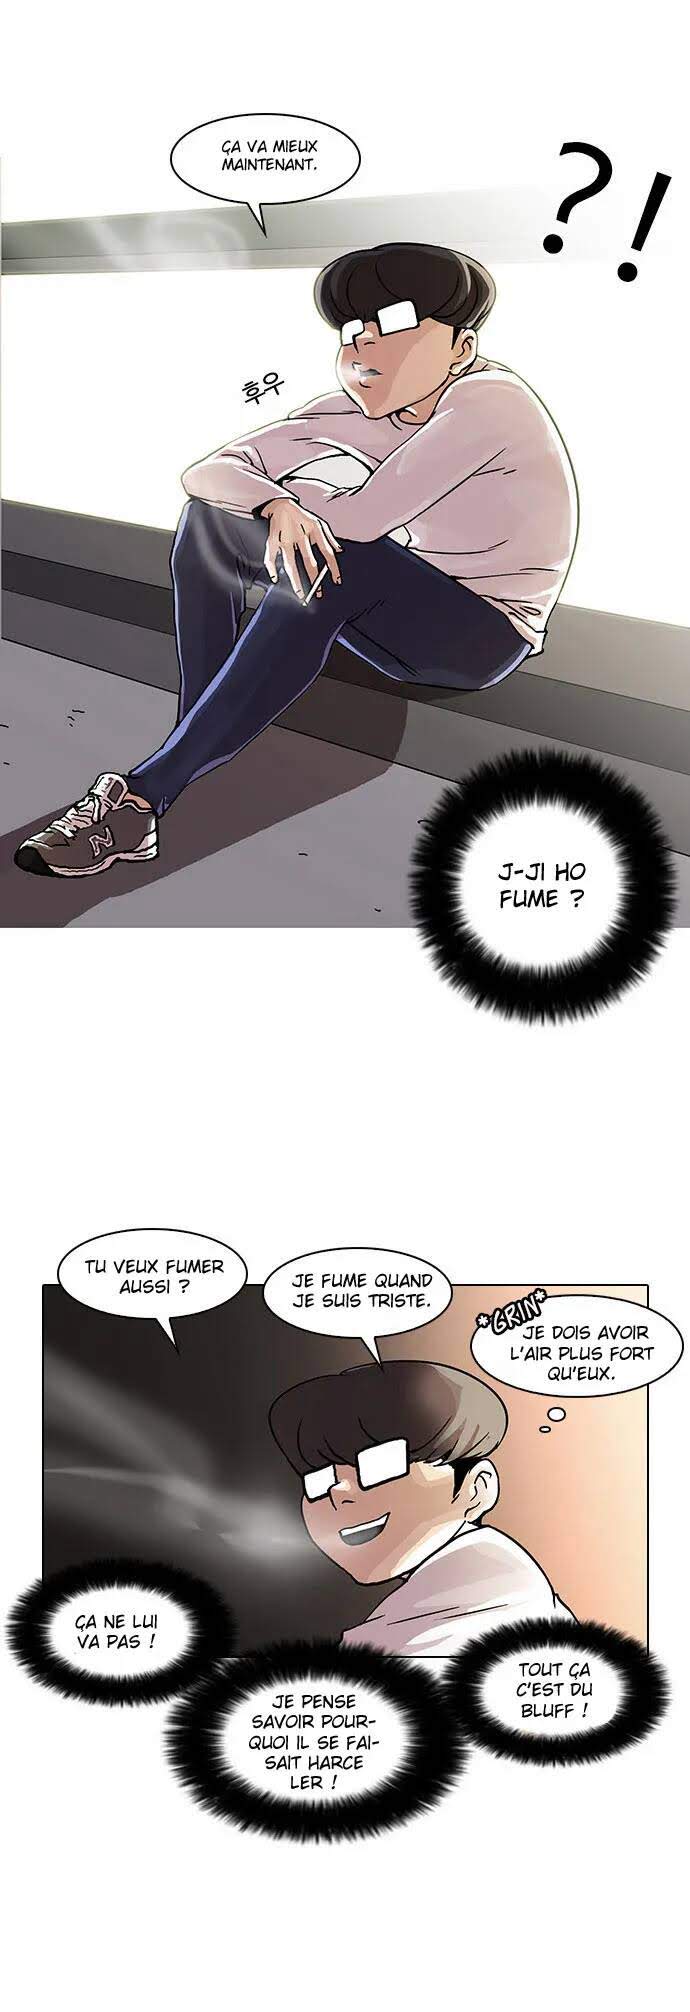 ÇA VA MIEUX
MAINTENANT.
?!
후우
N
J-JI HO
FUME ?
TU VEUX FUMER
AUSSI ?
JE FUME QUAND
JE SUIS TRISTE.
*GRIN*
JE DOIS AVOIR
L'AIR PLUS FORT
QU'EUX.
ÇA NE LUI
VA PAS !
JE PENSE
SAVOIR POUR-
QUOI IL SE FAI-
SAIT HARCE
LER !
TOUT ÇA
C'EST DU
BLUFF !